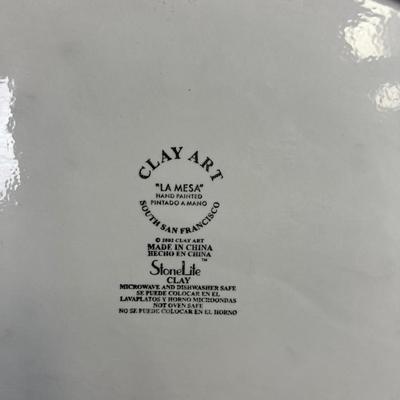 CLAY ART
"LA MESA"
HAND PAINTED
PINTADO A MANO
SOUTH SAN FRANCISCO
© 2002 CLAY ART
MADE IN CHINA
HECHO EN CHINA
StoneLite™
CLAY
MICROWAVE AND DISHWASHER SAFE
SE PUEDE COLOCAR EN EL
LAVAPLATOS Y HORNO MICROONDAS
NOT OVEN SAFE
NO SE PUEDE COLOCAR EN EL HORNO